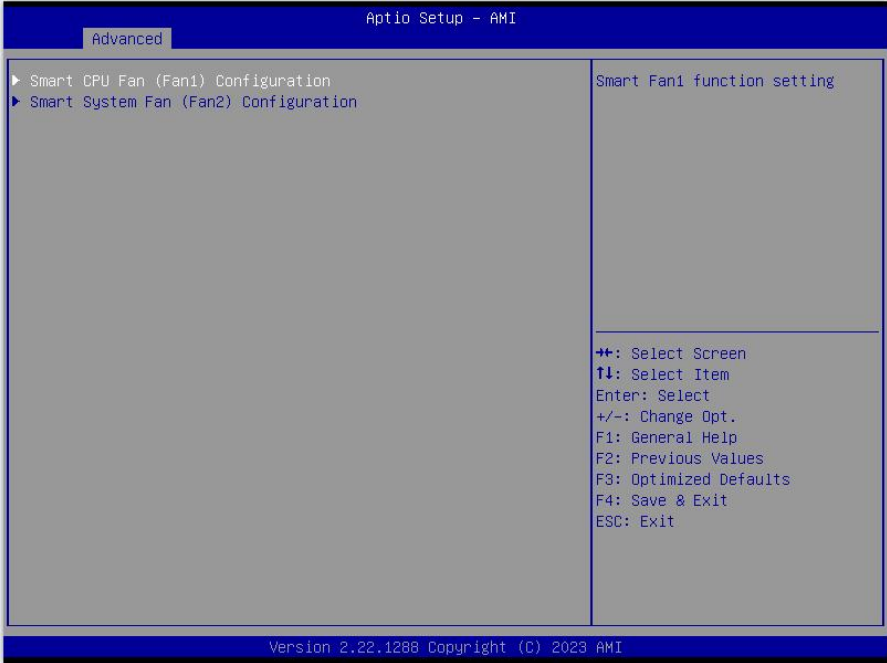 Aptio Setup – AMI
Advanced
▶ Smart CPU Fan (Fan1) Configuration
▶ Smart System Fan (Fan2) Configuration
Smart Fan1 function setting
→←: Select Screen
↑↓: Select Item
Enter: Select
+/–: Change Opt.
F1: General Help
F2: Previous Values
F3: Optimized Defaults
F4: Save & Exit
ESC: Exit
Version 2.22.1288 Copyright (C) 2023 AMI